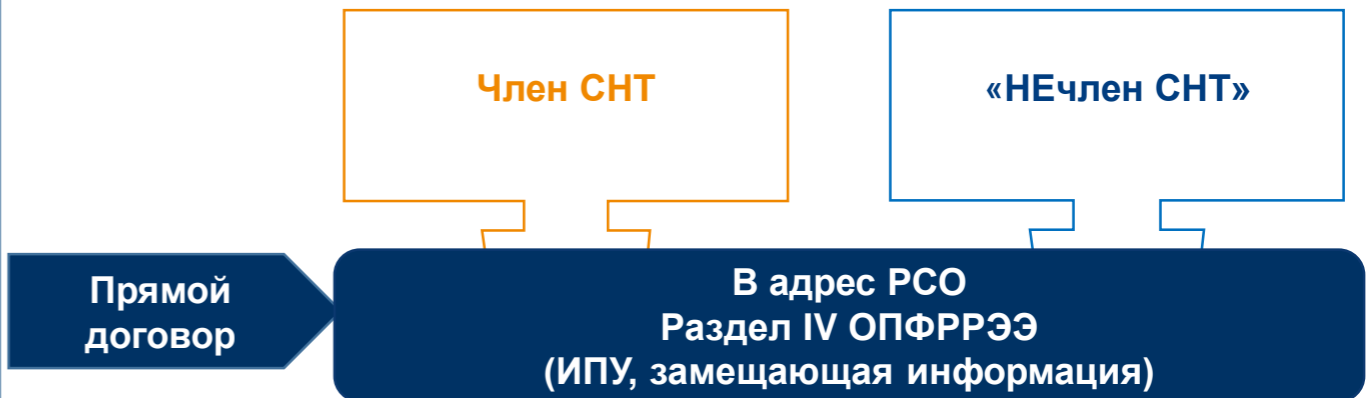 Член СНТ
«НЕчлен СНТ»
Прямой
договор
В адрес РСО
Раздел IV ОПФРРЭЭ
(ИПУ, замещающая информация)